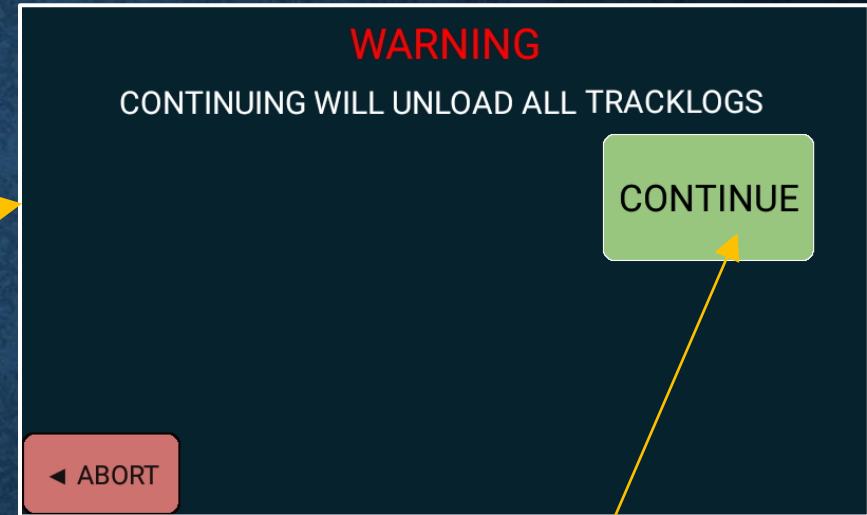 WARNING
CONTINUING WILL UNLOAD ALL TRACKLOGS
CONTINUE
◄ ABORT